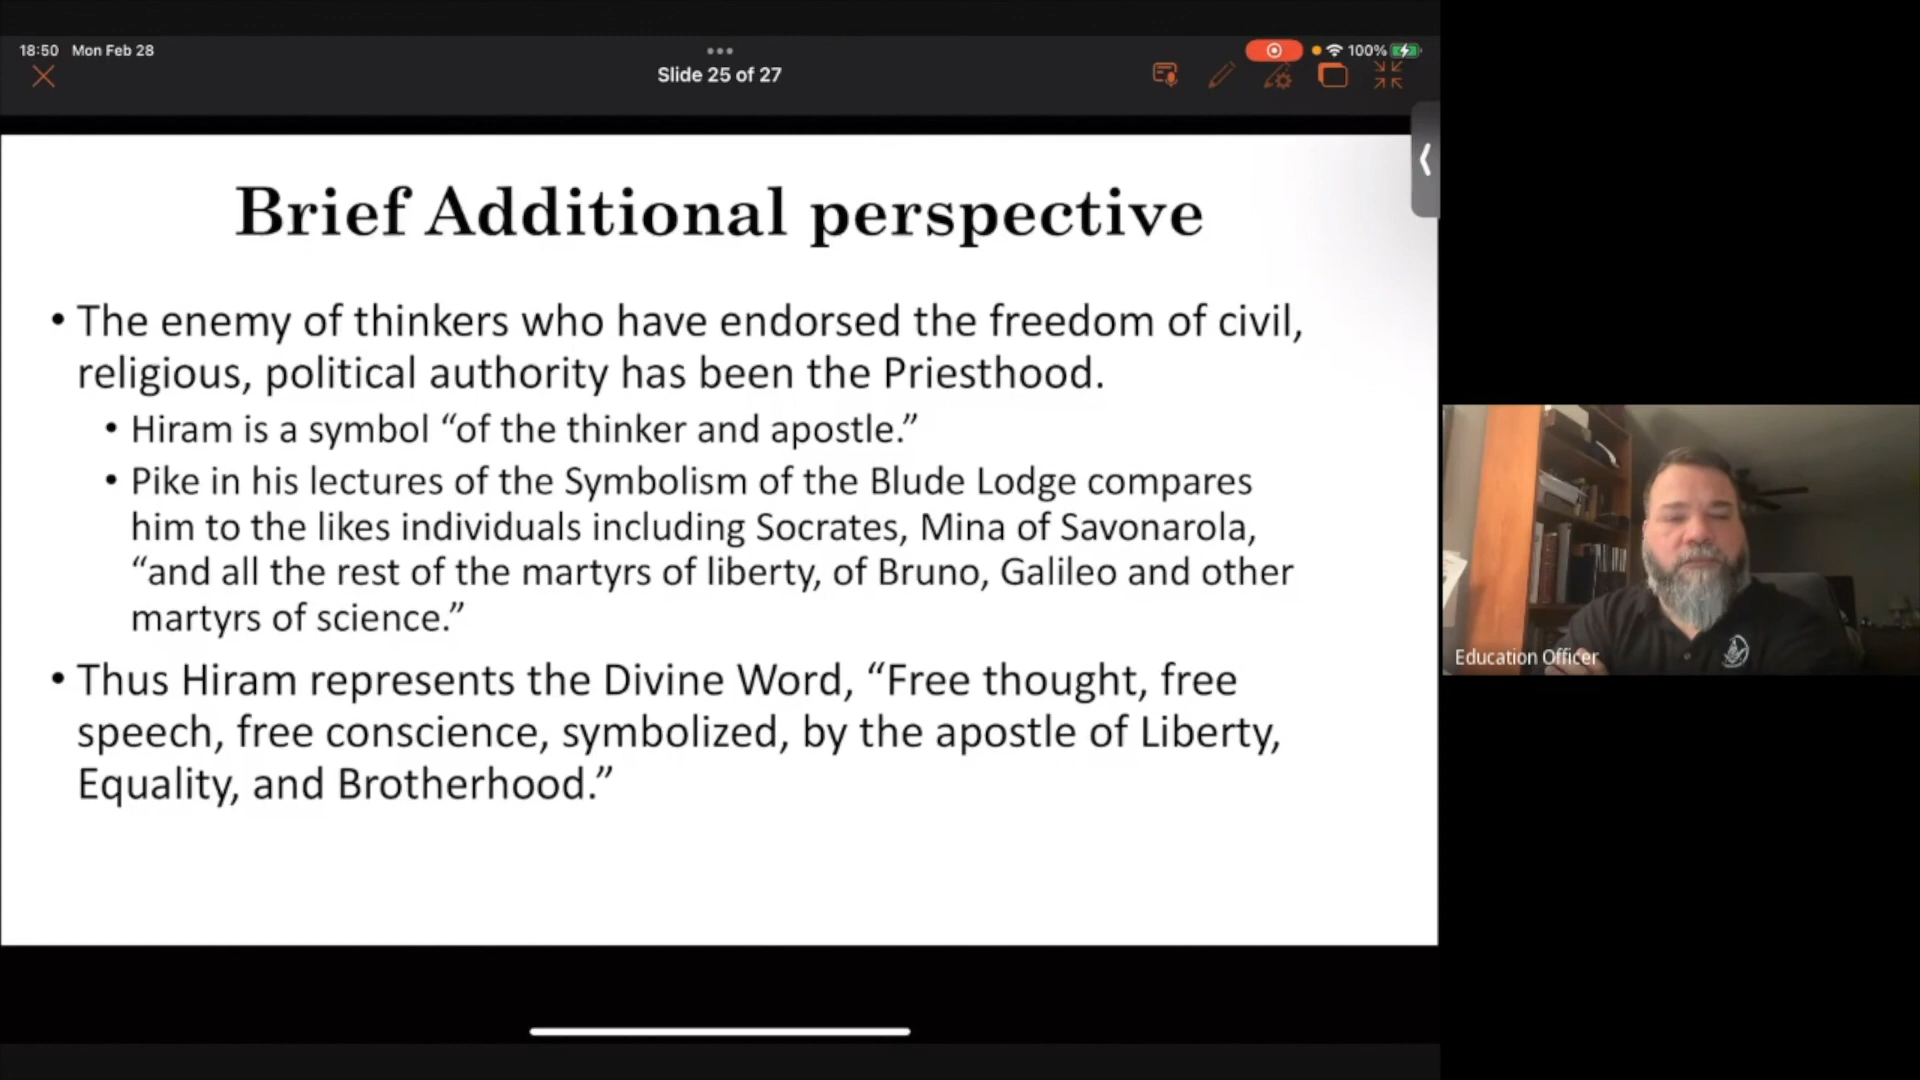 18:50 Mon Feb 28
100%
Slide 25 of 27
Brief Additional perspective
• The enemy of thinkers who have endorsed the freedom of civil,
religious, political authority has been the Priesthood.
• Hiram is a symbol “of the thinker and apostle.”
• Pike in his lectures of the Symbolism of the Blude Lodge compares
him to the likes individuals including Socrates, Mina of Savonarola,
“and all the rest of the martyrs of liberty, of Bruno, Galileo and other
martyrs of science.”
• Thus Hiram represents the Divine Word, “Free thought, free
speech, free conscience, symbolized, by the apostle of Liberty,
Equality, and Brotherhood.”
Education Officer